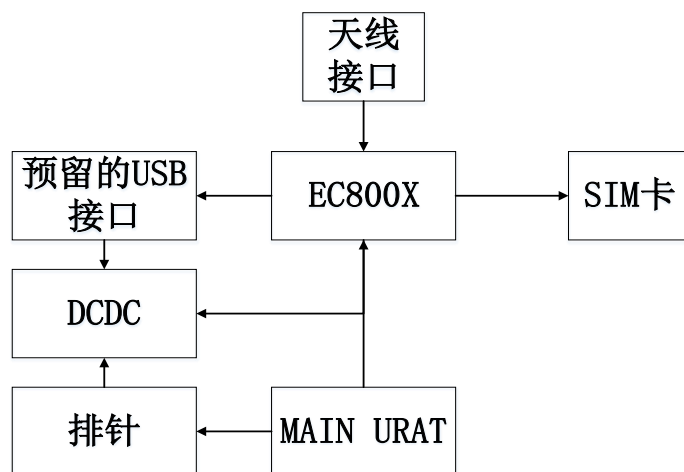 天线
接口
预留的USB
接口
EC800X
SIM卡
DCDC
排针
MAIN URAT